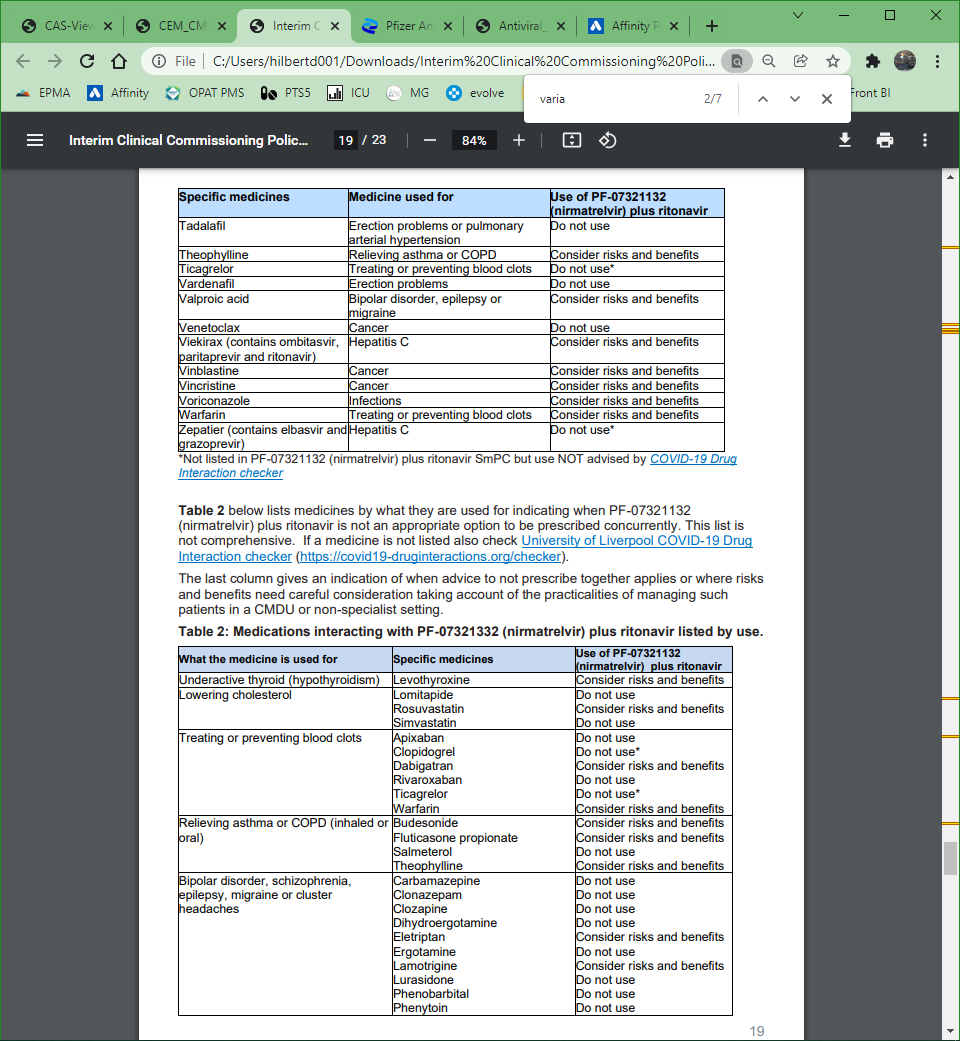 CAS-View
CEM_CM
Interim C
Pfizer An
Antiviral_
Affinity P
File C:/Users/hilbertd001/Downloads/Interim%20Clinical%20Commissioning%20Poli...
EPMA Affinity OPAT PMS PTS5 ICU MG evolve Front BI
varia 2/7
Interim Clinical Commissioning Polic... 19 / 23 84%
Specific medicines Medicine used for Use of PF-07321132
(nirmatrelvir) plus ritonavir
Tadalafil Erection problems or pulmonary Do not use
arterial hypertension
Theophylline Relieving asthma or COPD Consider risks and benefits
Ticagrelor Treating or preventing blood clots Do not use*
Vardenafil Erection problems Do not use
Valproic acid Bipolar disorder, epilepsy or Consider risks and benefits
migraine
Venetoclax Cancer Do not use
Viekirax (contains ombitasvir, Hepatitis C Consider risks and benefits
paritaprevir and ritonavir)
Vinblastine Cancer Consider risks and benefits
Vincristine Cancer Consider risks and benefits
Voriconazole Infections Consider risks and benefits
Warfarin Treating or preventing blood clots Consider risks and benefits
Zepatier (contains elbasvir and Hepatitis C Do not use*
grazoprevir)
*Not listed in PF-07321132 (nirmatrelvir) plus ritonavir SmPC but use NOT advised by COVID-19 Drug
Interaction checker
Table 2 below lists medicines by what they are used for indicating when PF-07321132
(nirmatrelvir) plus ritonavir is not an appropriate option to be prescribed concurrently. This list is
not comprehensive. If a medicine is not listed also check University of Liverpool COVID-19 Drug
Interaction checker (https://covid19-druginteractions.org/checker).
The last column gives an indication of when advice to not prescribe together applies or where risks
and benefits need careful consideration taking account of the practicalities of managing such
patients in a CMDU or non-specialist setting.
Table 2: Medications interacting with PF-07321332 (nirmatrelvir) plus ritonavir listed by use.
What the medicine is used for Specific medicines Use of PF-07321132
(nirmatrelvir) plus ritonavir
Underactive thyroid (hypothyroidism) Levothyroxine Consider risks and benefits
Lowering cholesterol Lomitapide Do not use
Rosuvastatin Consider risks and benefits
Simvastatin Do not use
Treating or preventing blood clots Apixaban Do not use
Clopidogrel Do not use*
Dabigatran Consider risks and benefits
Rivaroxaban Do not use
Ticagrelor Do not use*
Warfarin Consider risks and benefits
Relieving asthma or COPD (inhaled or Budesonide Consider risks and benefits
oral) Fluticasone propionate Consider risks and benefits
Salmeterol Do not use
Theophylline Consider risks and benefits
Bipolar disorder, schizophrenia, Carbamazepine Do not use
epilepsy, migraine or cluster Clonazepam Do not use
headaches Clozapine Do not use
Dihydroergotamine Do not use
Eletriptan Consider risks and benefits
Ergotamine Do not use
Lamotrigine Consider risks and benefits
Lurasidone Do not use
Phenobarbital Do not use
Phenytoin Do not use
19